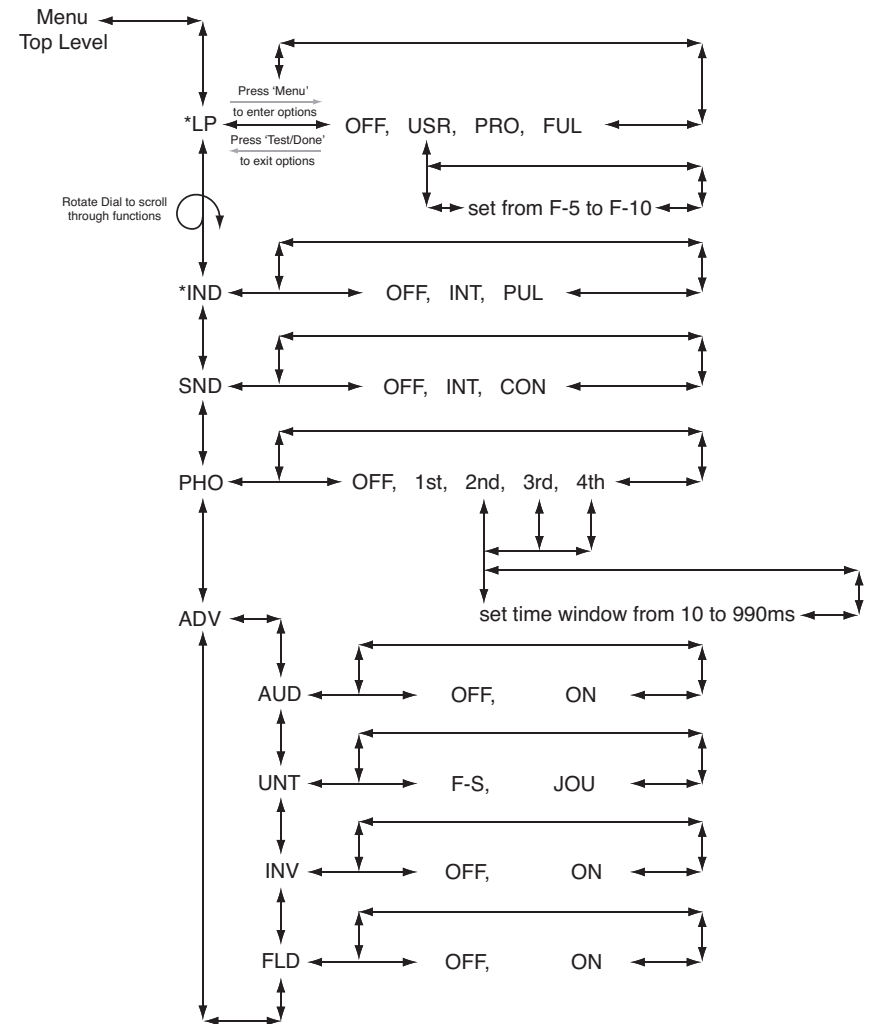 Menu
Top Level
Press 'Menu'
to enter options
*LP
OFF, USR, PRO, FUL
Press 'Test/Done'
to exit options
set from F-5 to F-10
Rotate Dial to scroll
through functions
*IND
OFF, INT, PUL
SND
OFF, INT, CON
PHO
OFF, 1st, 2nd, 3rd, 4th
set time window from 10 to 990ms
ADV
AUD
OFF, ON
UNT
F-S, JOU
INV
OFF, ON
FLD
OFF, ON